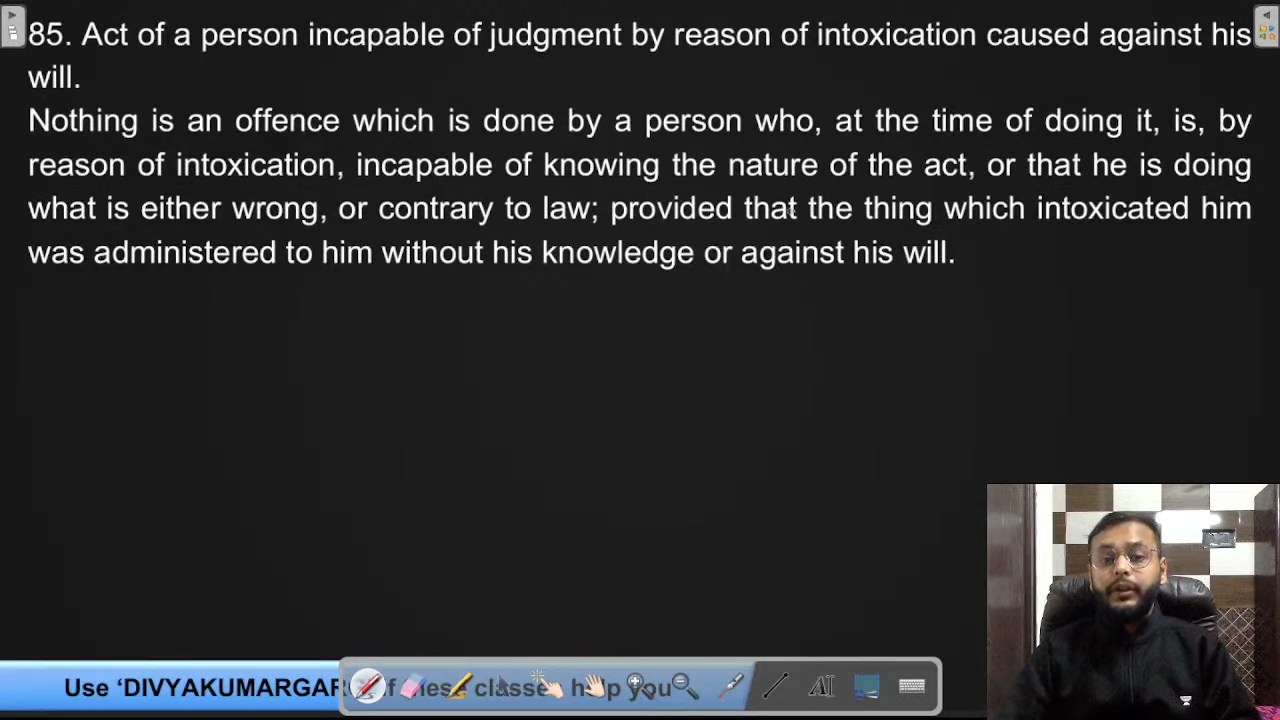 85. Act of a person incapable of judgment by reason of intoxication caused against his
will.
Nothing is an offence which is done by a person who, at the time of doing it, is, by
reason of intoxication, incapable of knowing the nature of the act, or that he is doing
what is either wrong, or contrary to law; provided that the thing which intoxicated him
was administered to him without his knowledge or against his will.
Use ‘DIVYAKUMARGAR help you
AI